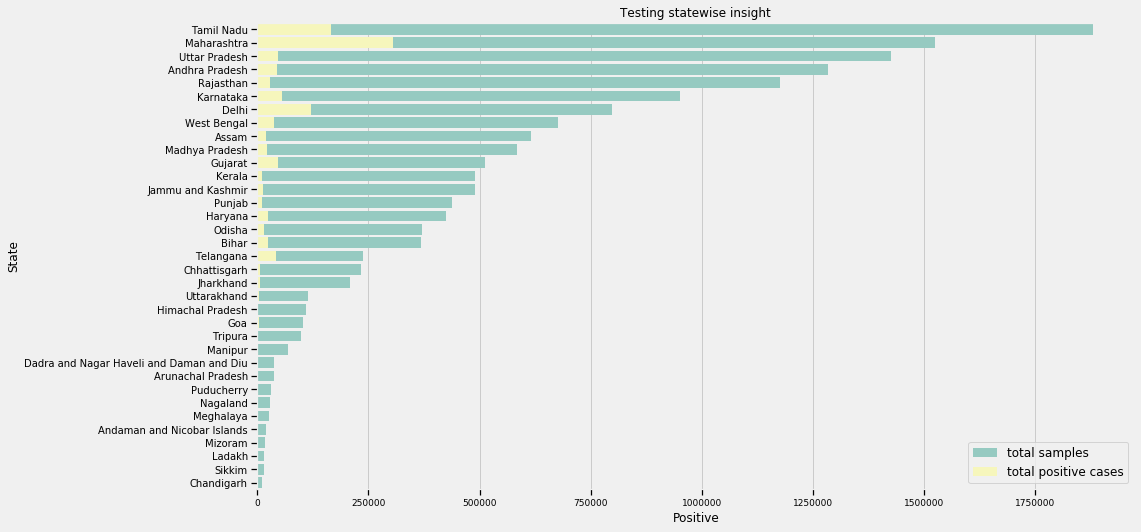 Testing statewise insight
State
Tamil Nadu
Maharashtra
Uttar Pradesh
Andhra Pradesh
Rajasthan
Karnataka
Delhi
West Bengal
Assam
Madhya Pradesh
Gujarat
Kerala
Jammu and Kashmir
Punjab
Haryana
Odisha
Bihar
Telangana
Chhattisgarh
Jharkhand
Uttarakhand
Himachal Pradesh
Goa
Tripura
Manipur
Dadra and Nagar Haveli and Daman and Diu
Arunachal Pradesh
Puducherry
Nagaland
Meghalaya
Andaman and Nicobar Islands
Mizoram
Ladakh
Sikkim
Chandigarh
total samples
total positive cases
0 250000 500000 750000 1000000 1250000 1500000 1750000
Positive